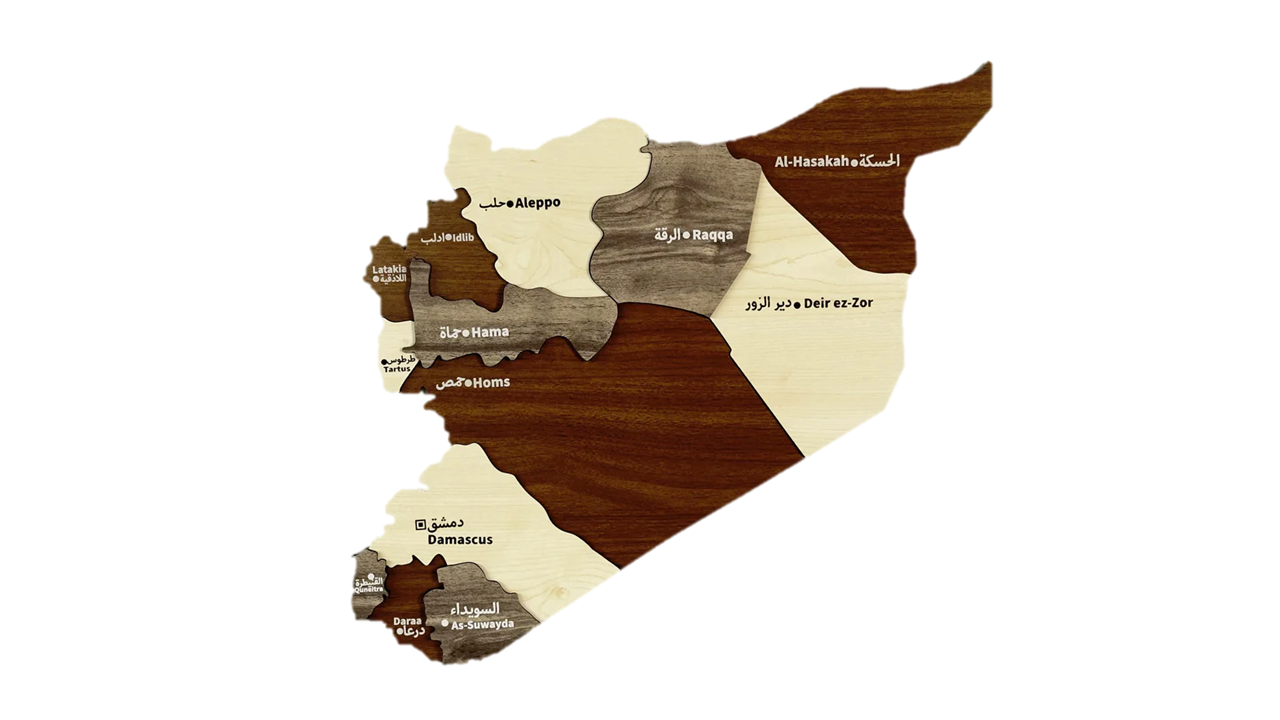 Al-Hasakah الحسكة
حلب Aleppo
الرقة Raqqa
ادلب Idlib
Latakia
اللاذقية
دير الزور Deir ez-Zor
حماة Hama
طرطوس
Tartus
حمص Homs
دمشق
Damascus
القنيطرة
Quneitra
السويداء
As-Suwayda
Daraa
درعا